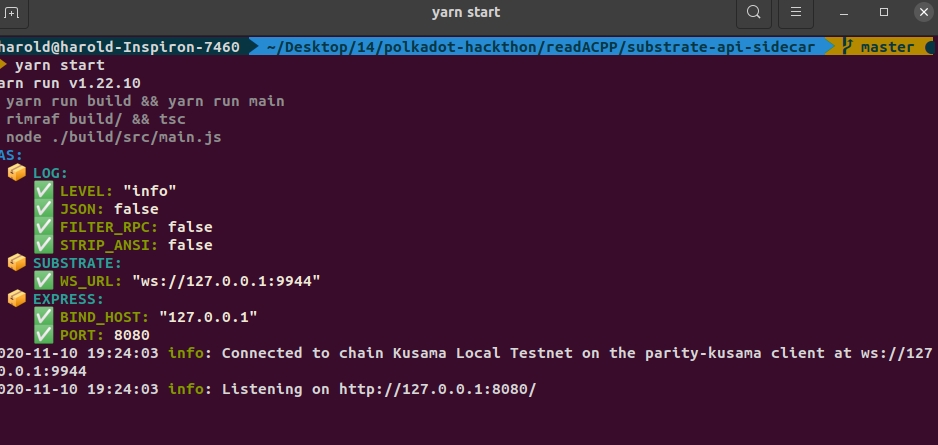 yarn start
harold@harold-Inspiron-7460 ~/Desktop/14/polkadot-hackthon/readACPP/substrate-api-sidecar master
yarn start
arn run v1.22.10
yarn run build && yarn run main
rimraf build/ && tsc
node ./build/src/main.js
AS:
LOG:
LEVEL: "info"
JSON: false
FILTER_RPC: false
STRIP_ANSI: false
SUBSTRATE:
WS_URL: "ws://127.0.0.1:9944"
EXPRESS:
BIND_HOST: "127.0.0.1"
PORT: 8080
020-11-10 19:24:03 info: Connected to chain Kusama Local Testnet on the parity-kusama client at ws://127
0.0.1:9944
020-11-10 19:24:03 info: Listening on http://127.0.0.1:8080/